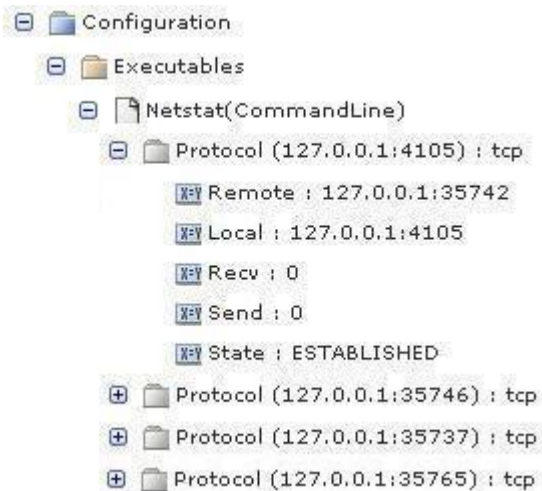 Configuration
Executables
Netstat(CommandLine)
Protocol (127.0.0.1:4105) : tcp
X=Y Remote : 127.0.0.1:35742
X=Y Local : 127.0.0.1:4105
X=Y Recv : 0
X=Y Send : 0
X=Y State : ESTABLISHED
Protocol (127.0.0.1:35746) : tcp
Protocol (127.0.0.1:35737) : tcp
Protocol (127.0.0.1:35765) : tcp